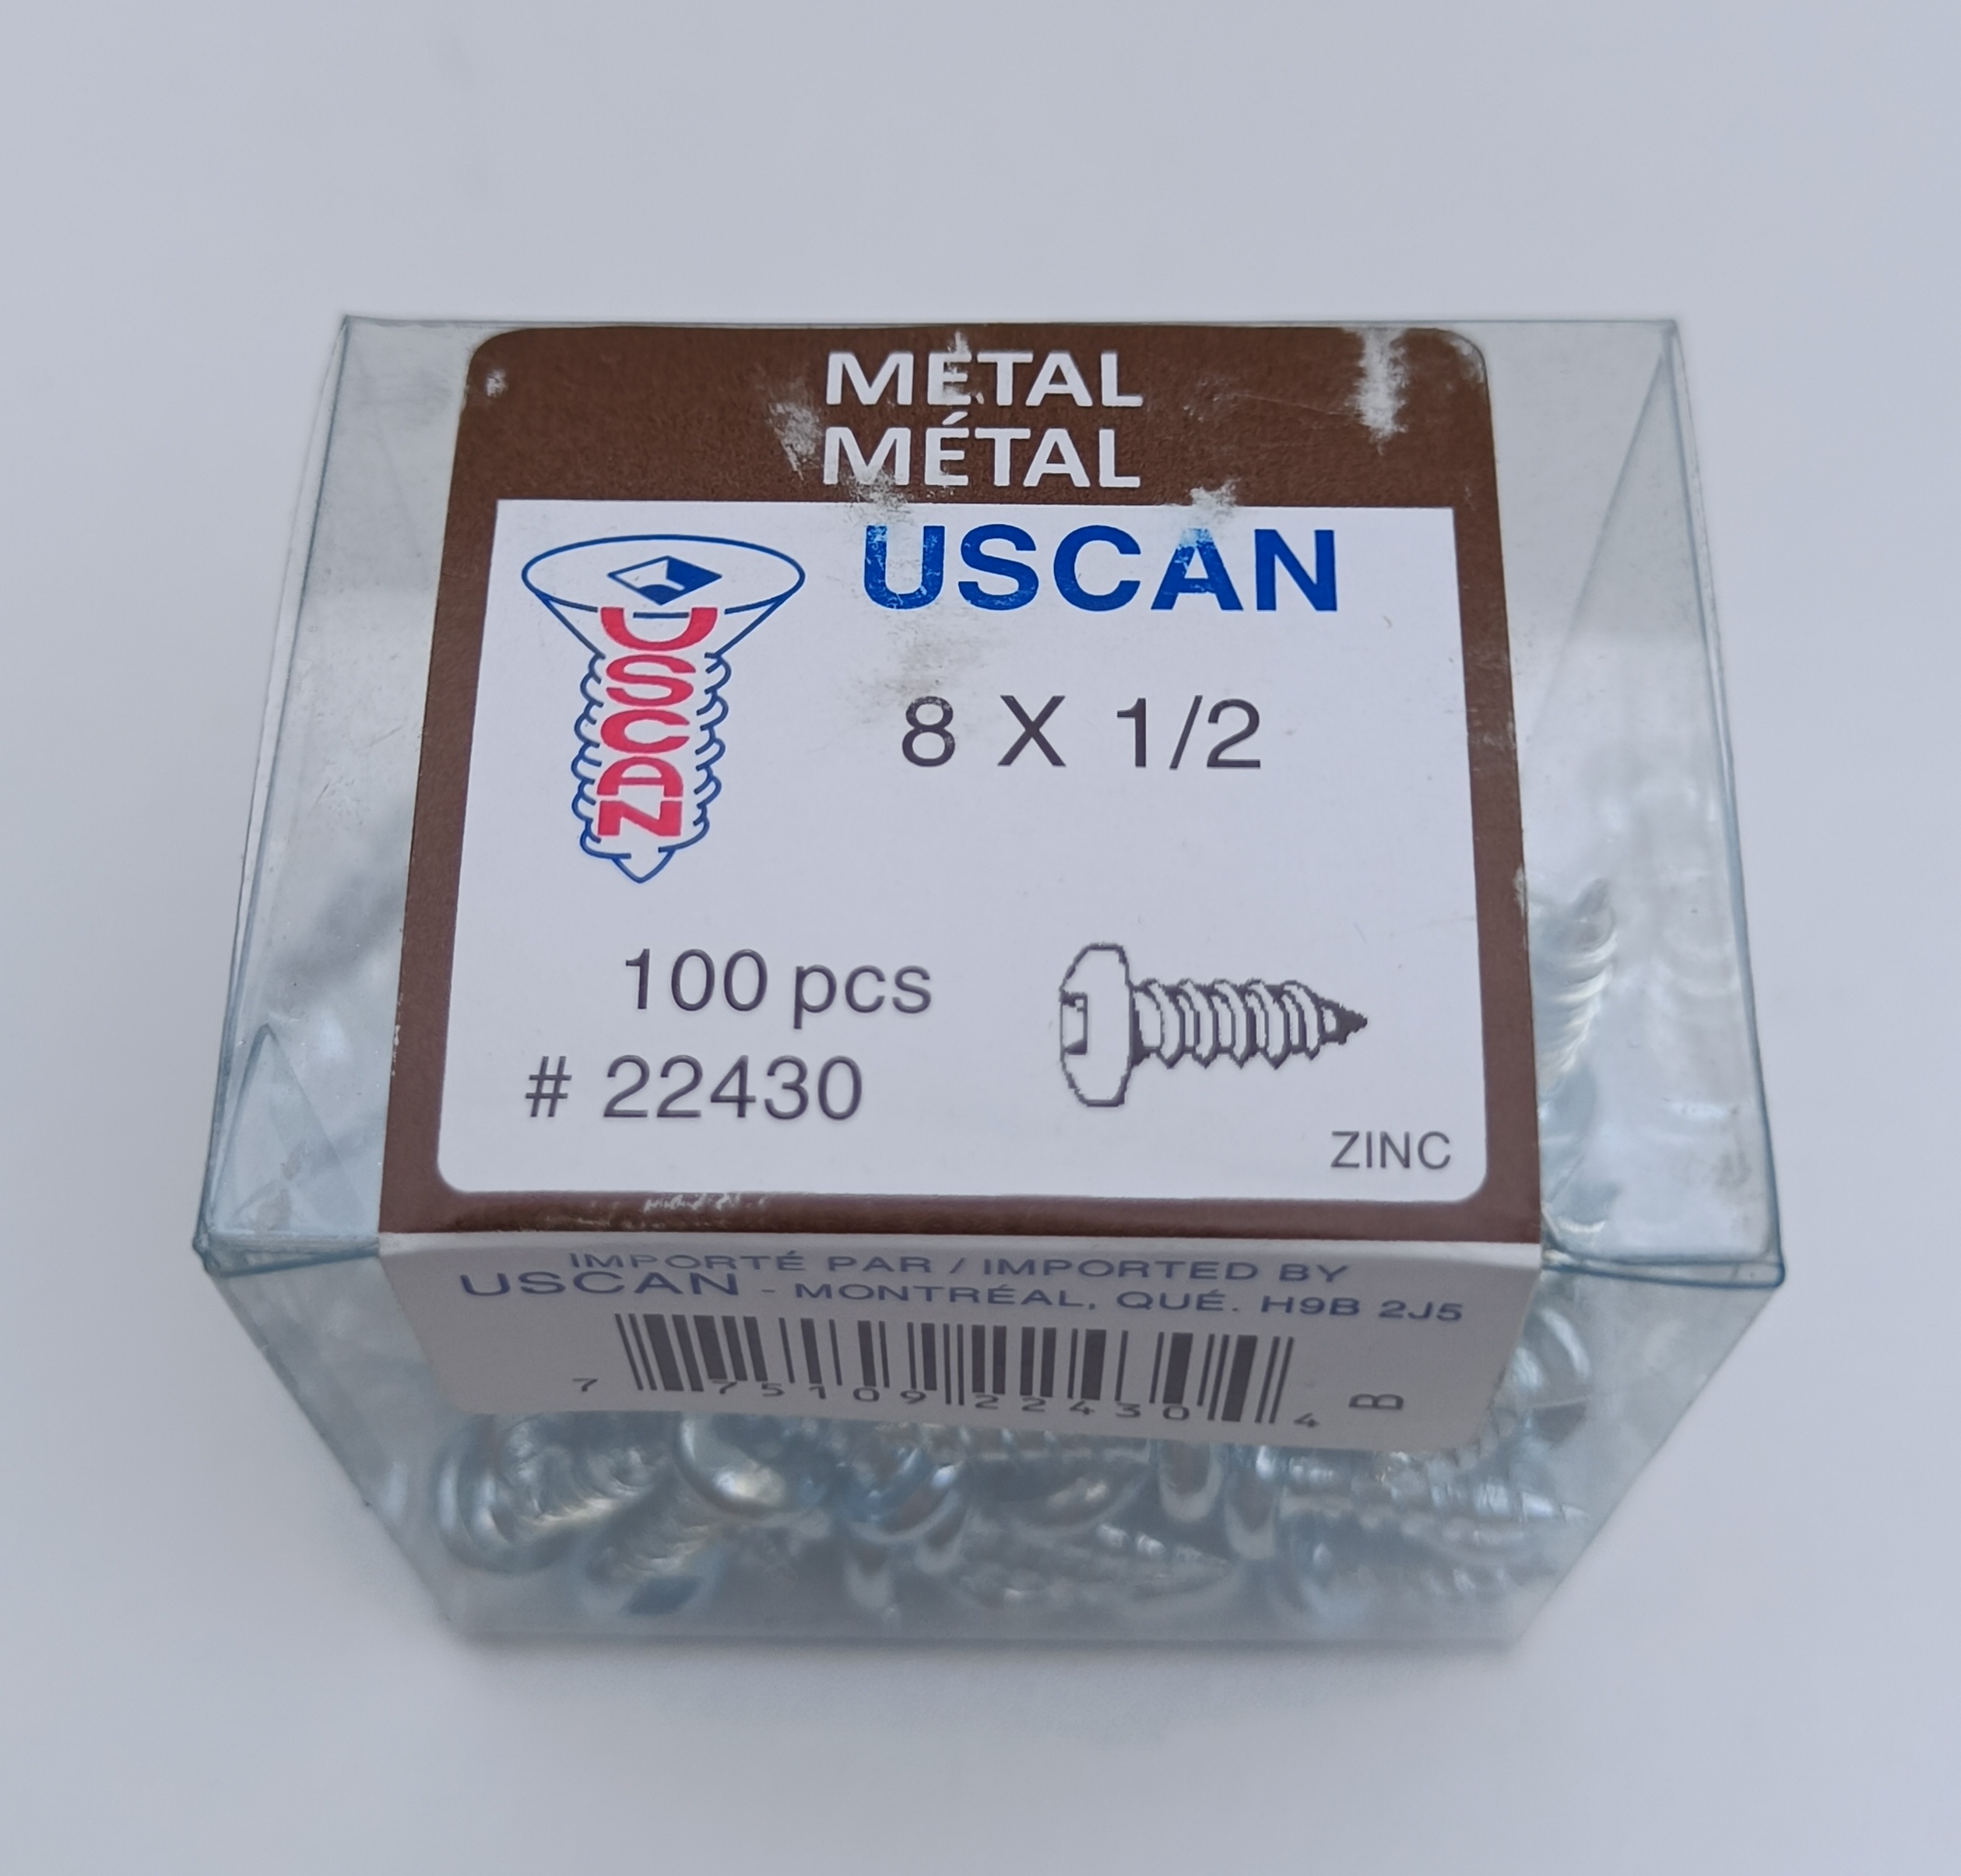 METAL
MÉTAL
USCAN
USCAN
8 X 1/2
100 pcs
# 22430
ZINC
IMPORTÉ PAR / IMPORTED BY
USCAN - MONTRÉAL, QUÉ. H9B 2J5
7 75109 22430 4
B